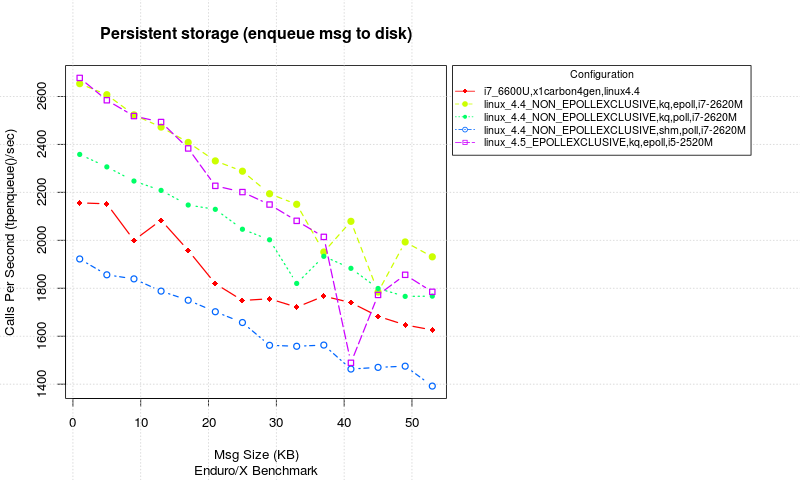 Persistent storage (enqueue msg to disk)
Calls Per Second (tpenqueue()/sec)
2600
2400
2200
2000
1800
1600
1400
0 10 20 30 40 50
Msg Size (KB)
Enduro/X Benchmark
Configuration
i7_6600U,x1carbon4gen,linux4.4
linux_4.4_NON_EPOLLEXCLUSIVE,kq,epoll,i7-2620M
linux_4.4_NON_EPOLLEXCLUSIVE,kq,poll,i7-2620M
linux_4.4_NON_EPOLLEXCLUSIVE,shm,poll,i7-2620M
linux_4.5_EPOLLEXCLUSIVE,kq,epoll,i5-2520M